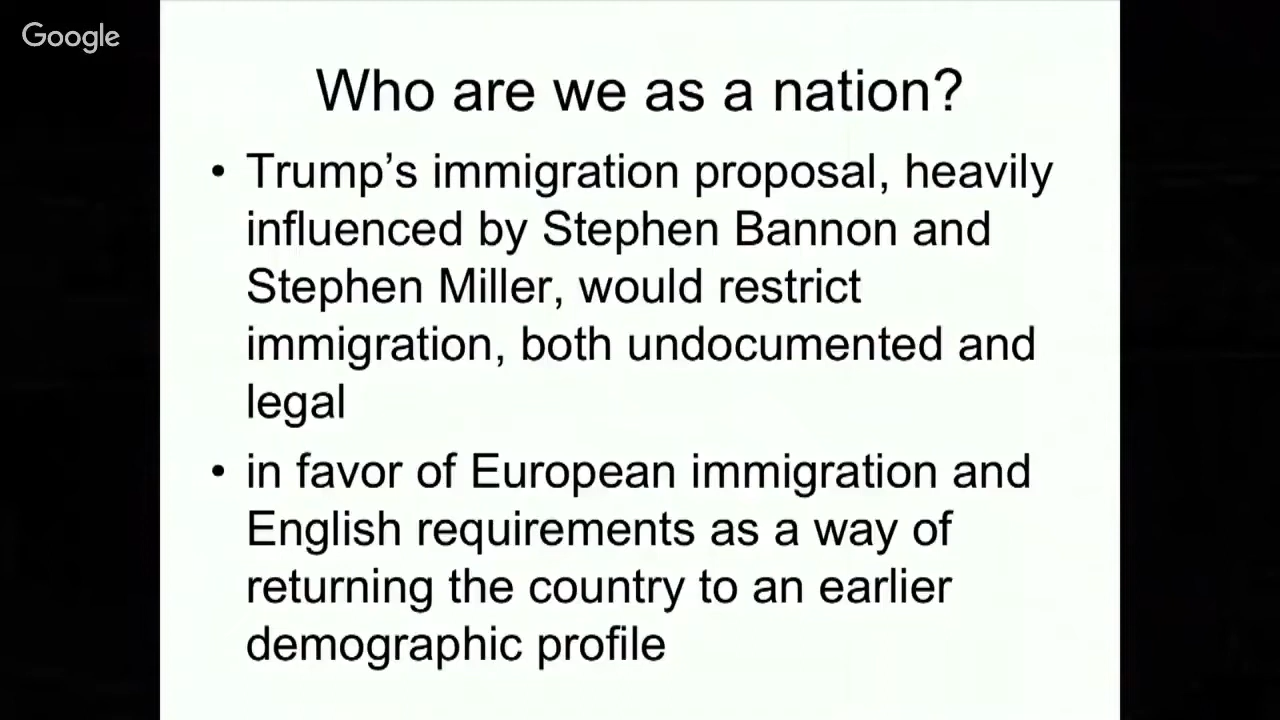 Google
Who are we as a nation?
• Trump’s immigration proposal, heavily
influenced by Stephen Bannon and
Stephen Miller, would restrict
immigration, both undocumented and
legal
• in favor of European immigration and
English requirements as a way of
returning the country to an earlier
demographic profile